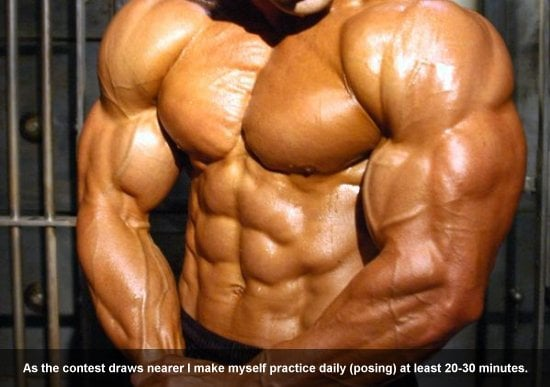 As the contest draws nearer I make myself practice daily (posing) at least 20-30 minutes.